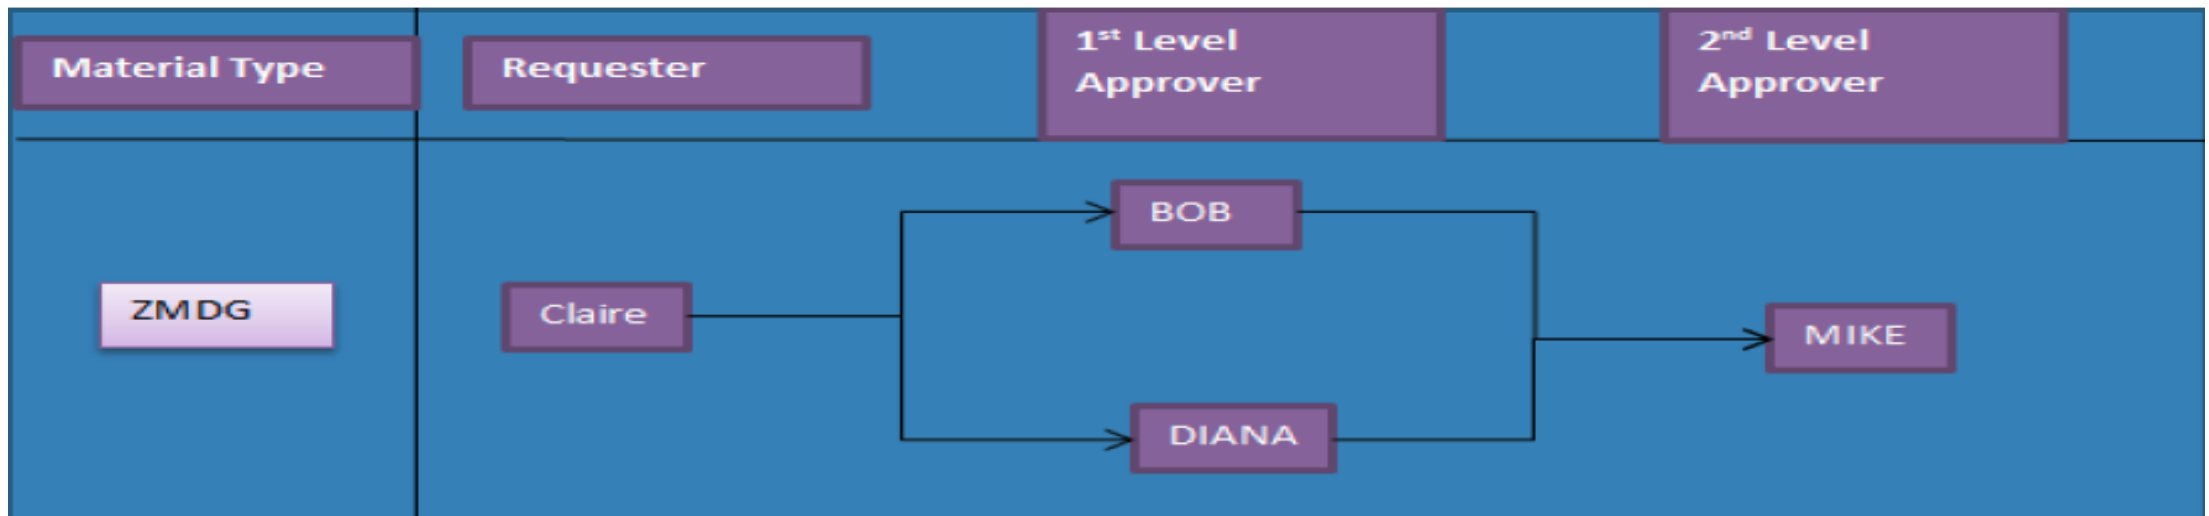 Material Type
Requester
1st Level
Approver
2nd Level
Approver
ZMDG
Claire
BOB
DIANA
MIKE